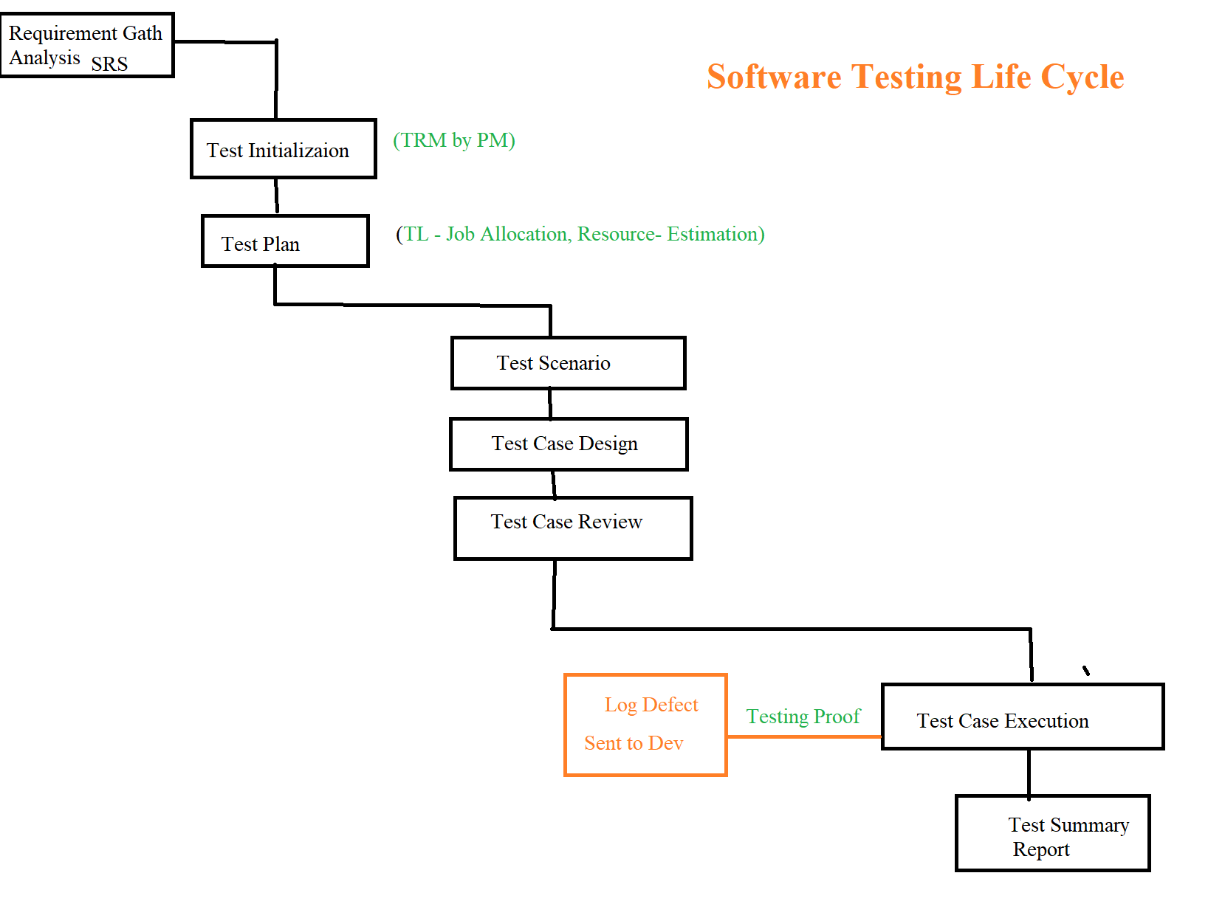 Requirement Gath
Analysis SRS
Software Testing Life Cycle
Test Initializaion
(TRM by PM)
Test Plan
(TL - Job Allocation, Resource- Estimation)
Test Scenario
Test Case Design
Test Case Review
Log Defect
Sent to Dev
Testing Proof
Test Case Execution
Test Summary
Report